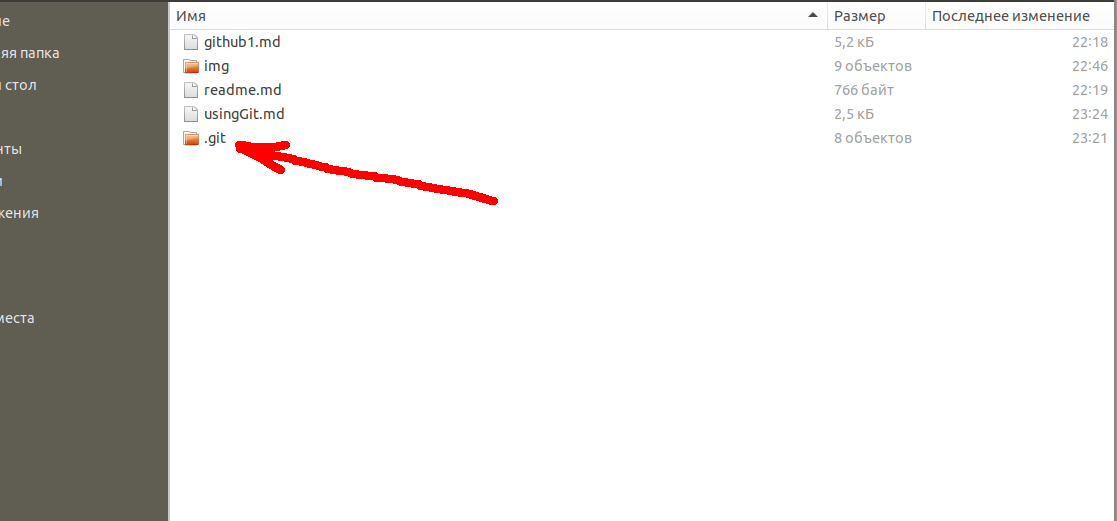 Имя Размер Последнее изменение
github1.md 5,2 кБ 22:18
img 9 объектов 22:46
readme.md 766 байт 22:19
usingGit.md 2,5 кБ 23:24
.git 8 объектов 23:21
ие
яя папка
стол
нты
и
жения
места